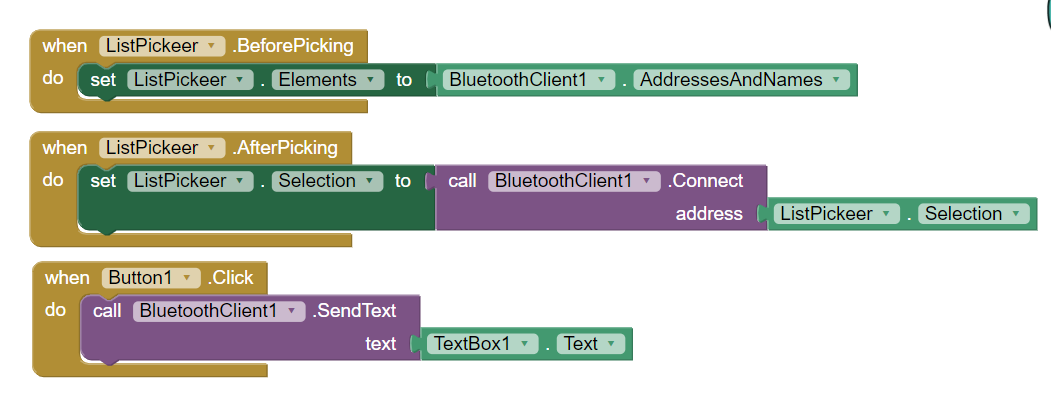 when ListPickeer .BeforePicking
do set ListPickeer . Elements to BluetoothClient1 . AddressesAndNames
when ListPickeer .AfterPicking
do set ListPickeer . Selection to call BluetoothClient1 .Connect
address ListPickeer . Selection
when Button1 .Click
do call BluetoothClient1 .SendText
text TextBox1 . Text